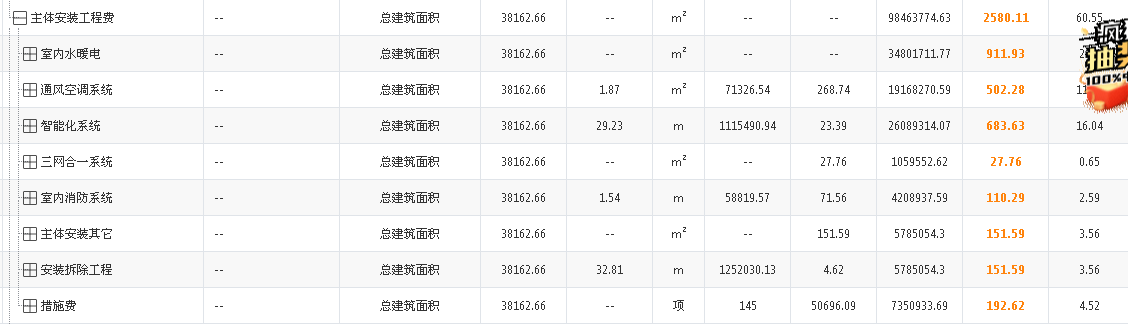 主体安装工程费 -- 总建筑面积 38162.66 -- m² -- -- 98463774.63 2580.11 60.55
室内水暖电 -- 总建筑面积 38162.66 -- m² -- -- 34801711.77 911.93
通风空调系统 -- 总建筑面积 38162.66 1.87 m² 71326.54 268.74 19168270.59 502.28
智能化系统 -- 总建筑面积 38162.66 29.23 m 1115490.94 23.39 26089314.07 683.63 16.04
三网合一系统 -- 总建筑面积 38162.66 -- m² -- 27.76 1059552.62 27.76 0.65
室内消防系统 -- 总建筑面积 38162.66 1.54 m 58819.57 71.56 4208937.59 110.29 2.59
主体安装其它 -- 总建筑面积 38162.66 -- m² -- 151.59 5785054.3 151.59 3.56
安装拆除工程 -- 总建筑面积 38162.66 32.81 m 1252030.13 4.62 5785054.3 151.59 3.56
措施费 -- 总建筑面积 38162.66 -- 项 145 50696.09 7350933.69 192.62 4.52
疯
抽奖
100%